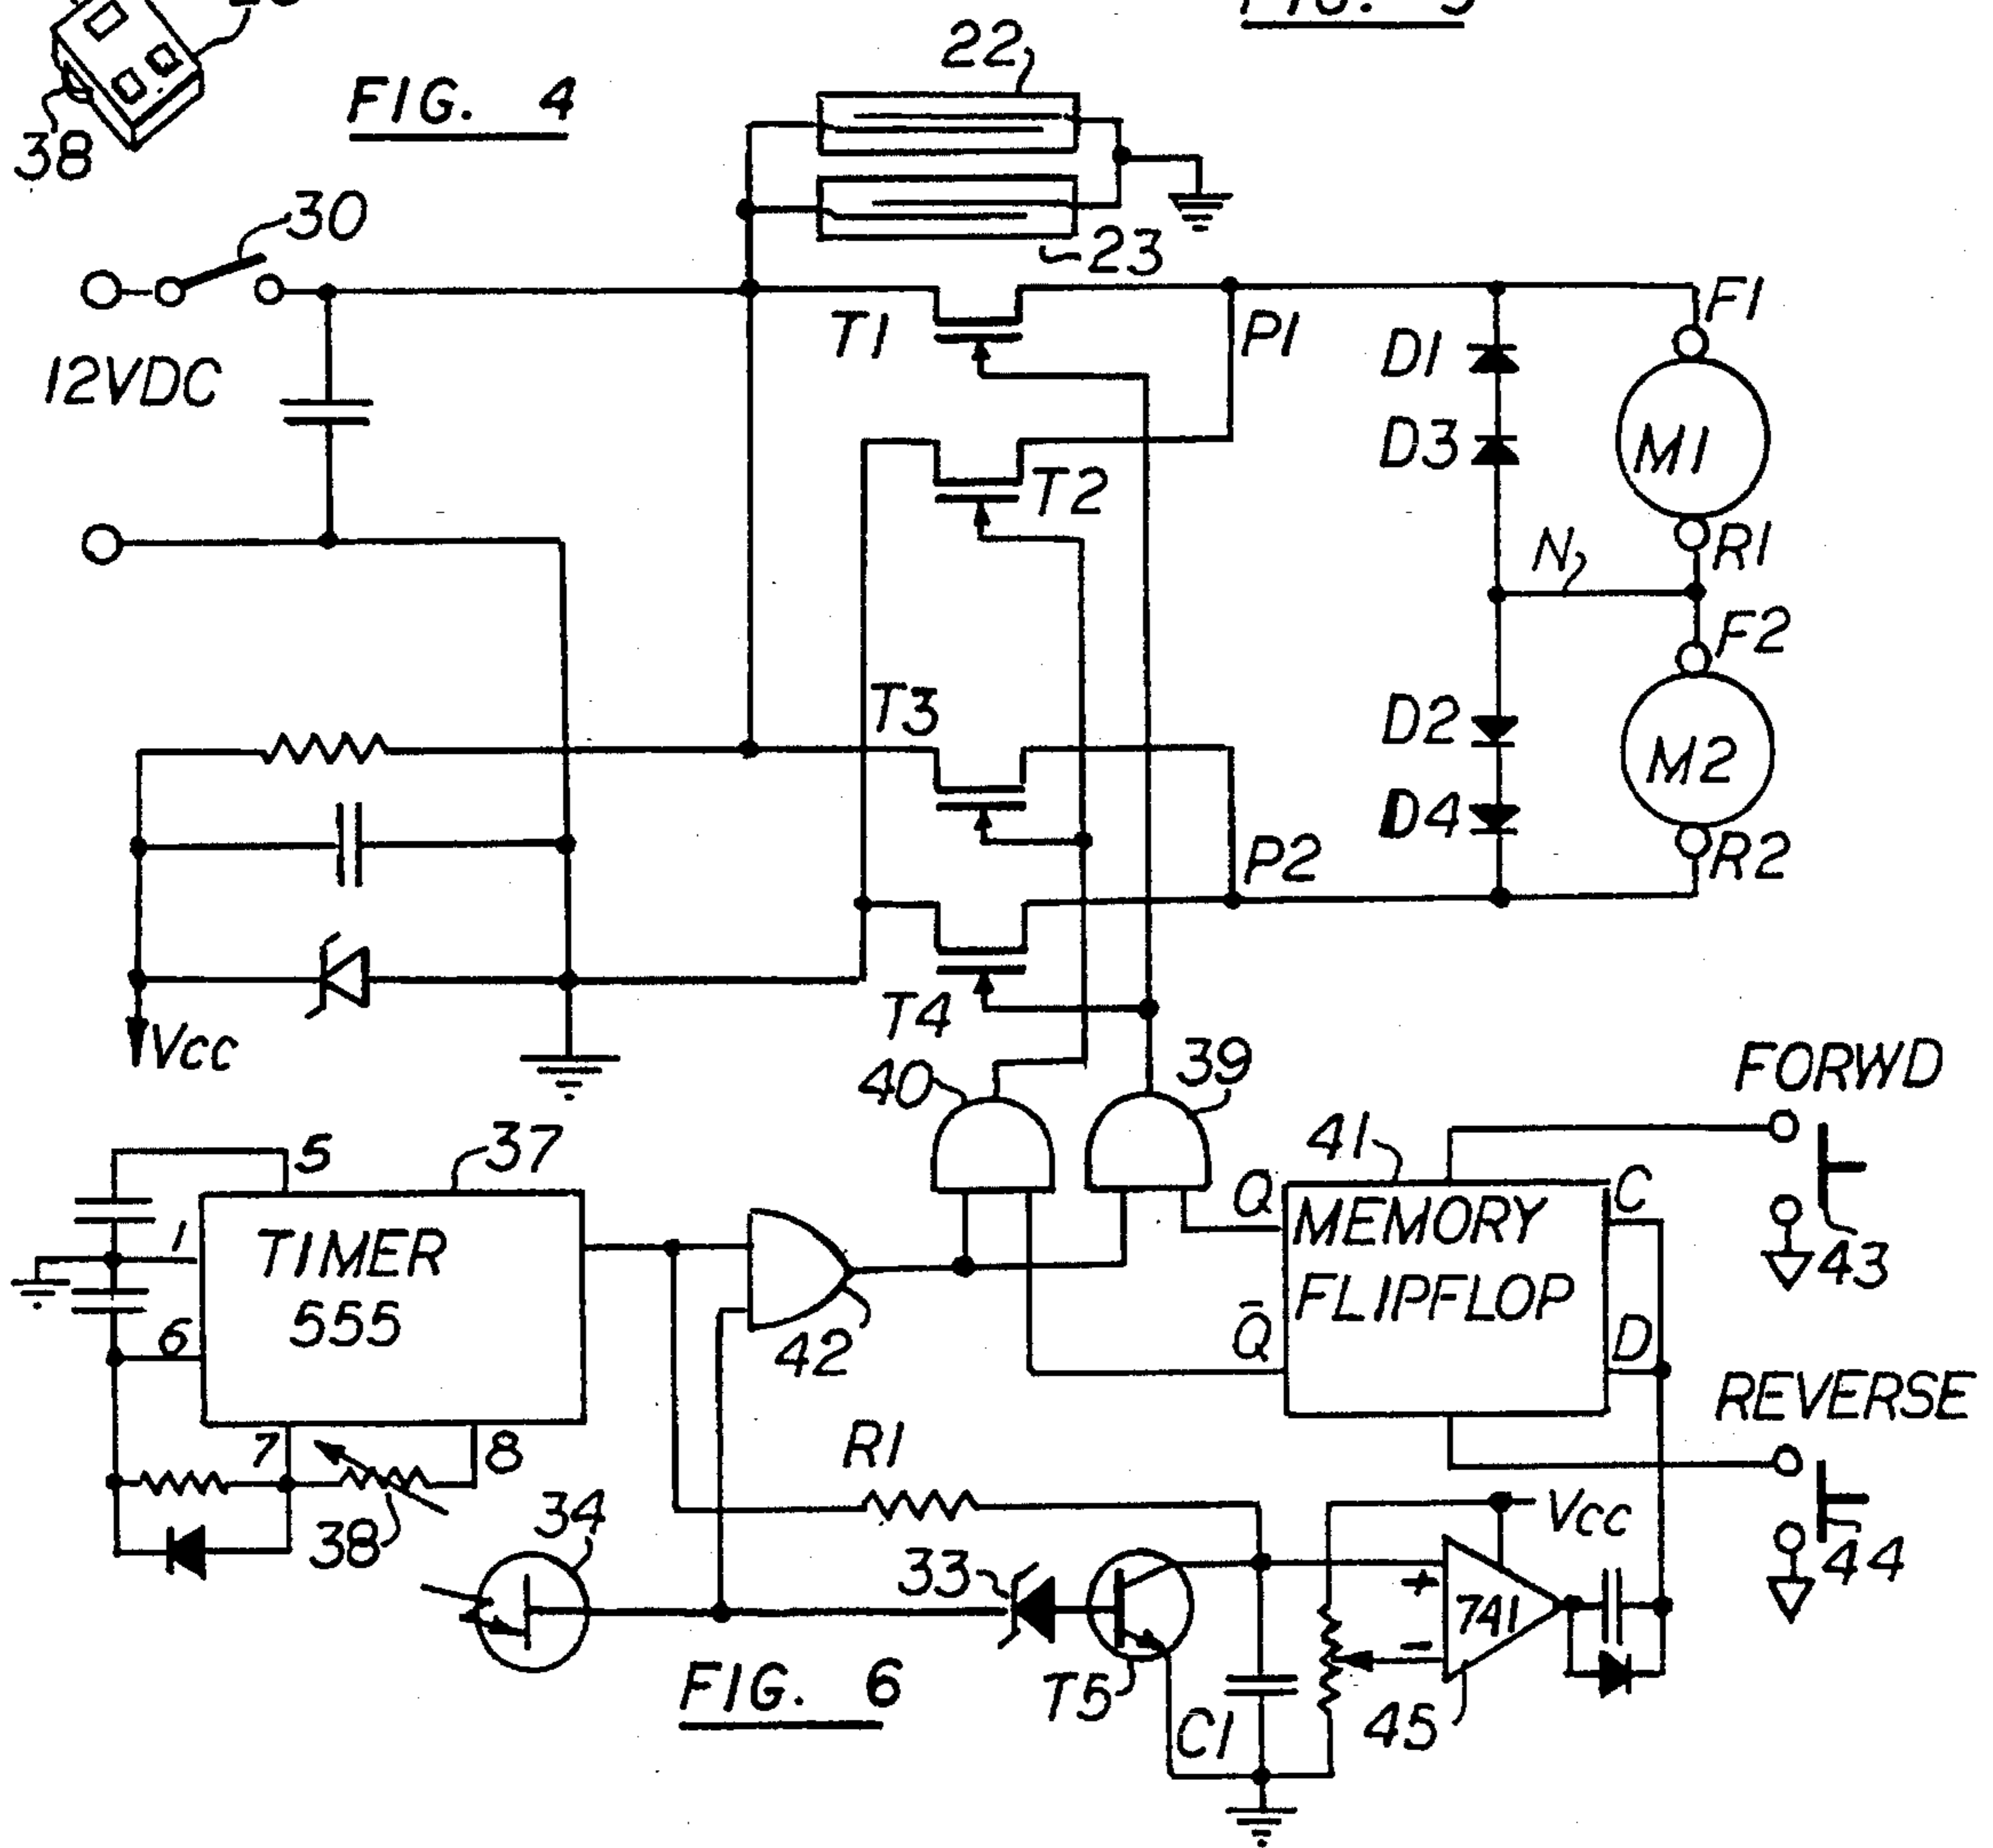 FIG. 4
38
22
23
30
12VDC
T1
P1
D1
F1
D3
M1
T2
N
R1
F2
T3
D2
M2
D4
P2
R2
T4
Vcc
40
39
FORWD
5
37
41
C
1
TIMER
555
Q
MEMORY
FLIPFLOP
43
6
42
Q̄
D
REVERSE
7
8
R1
38
34
33
Vcc
44
+
741
-
T5
C1
45
FIG. 6